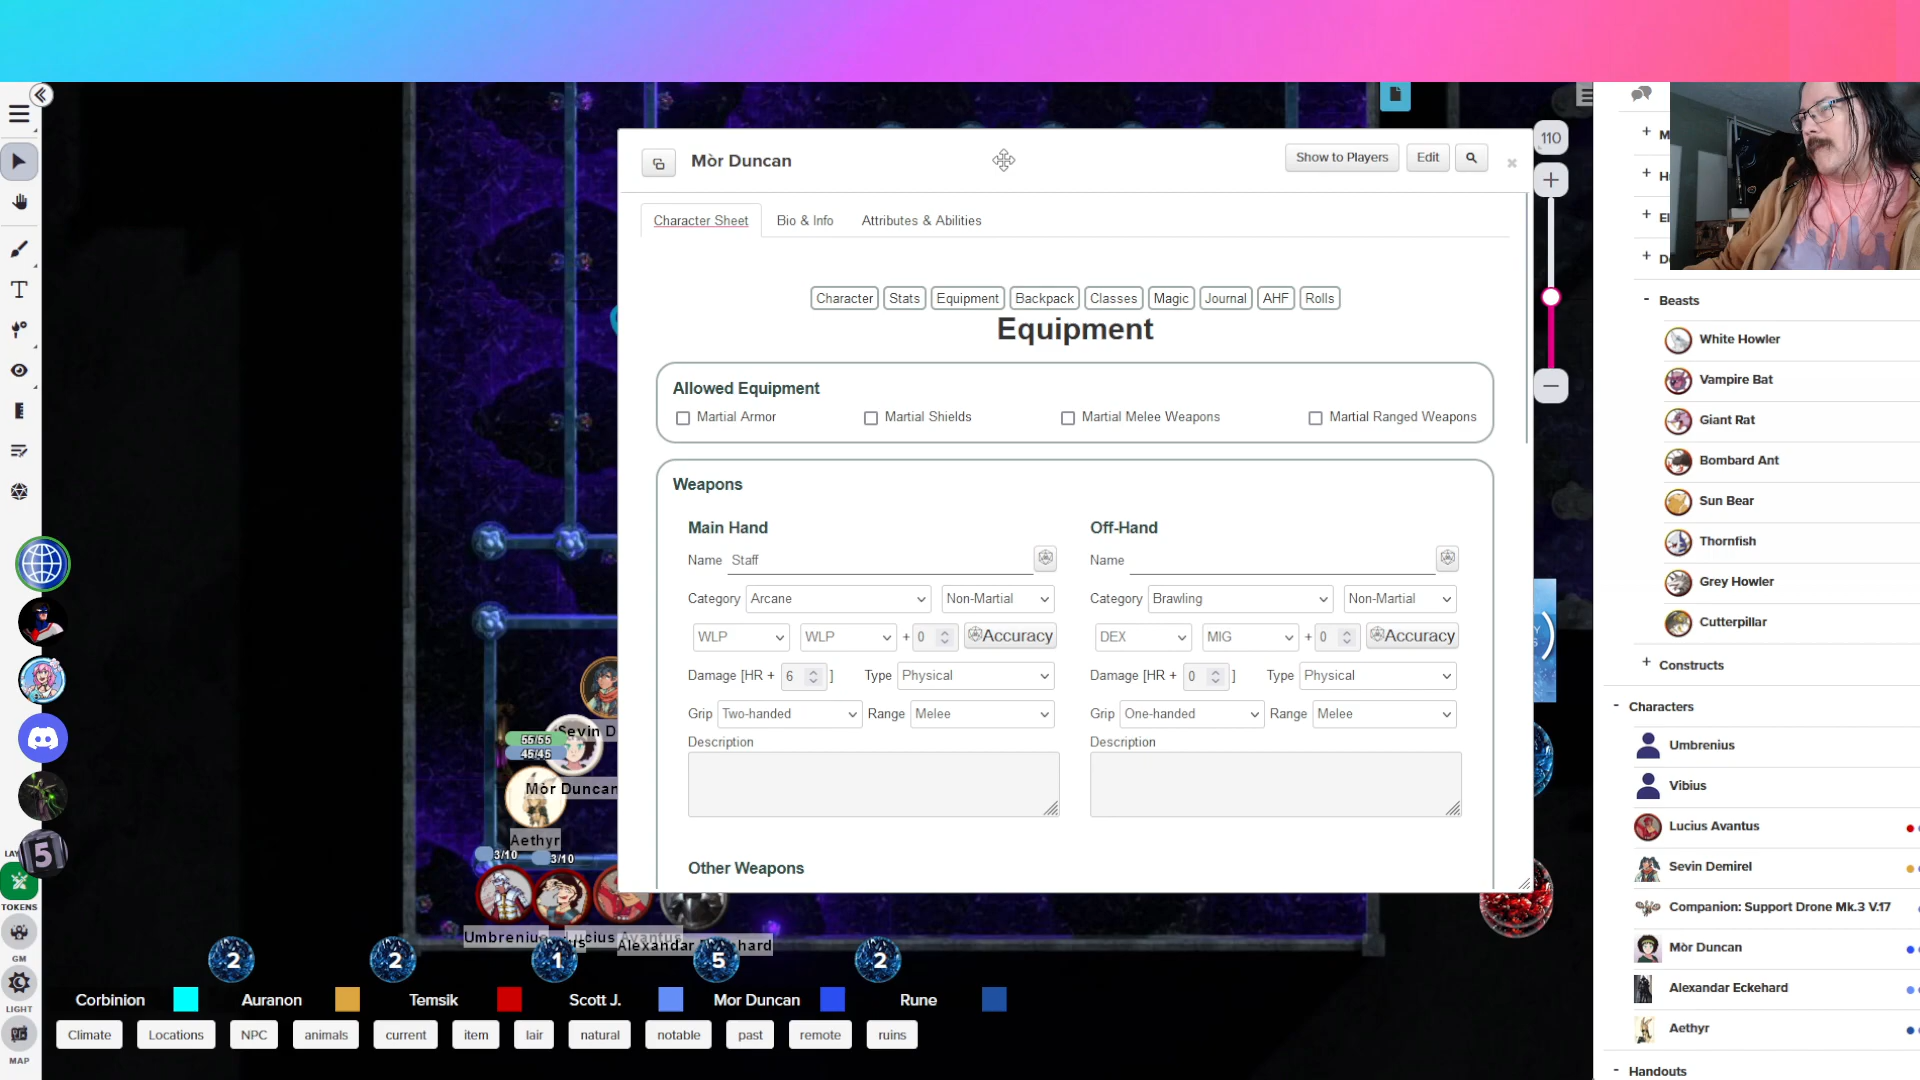 Mòr Duncan
Show to Players
Edit
110
Character Sheet
Bio & Info
Attributes & Abilities
Character
Stats
Equipment
Backpack
Classes
Magic
Journal
AHF
Rolls
Equipment
Allowed Equipment
Martial Armor
Martial Shields
Martial Melee Weapons
Martial Ranged Weapons
Weapons
Main Hand
Name Staff
Category Arcane Non-Martial
WLP WLP + 0 Accuracy
Damage [HR + 6 ] Type Physical
Grip Two-handed Range Melee
Description
Off-Hand
Name
Category Brawling Non-Martial
DEX MIG + 0 Accuracy
Damage [HR + 0 ] Type Physical
Grip One-handed Range Melee
Description
Other Weapons
Sevin D
55/55
45/45
Mòr Duncan
Aethyr
3/10
3/10
5
TOKENS
GM
LIGHT
MAP
2
2
1
5
2
Corbinion
Auranon
Temsik
Scott J.
Mor Duncan
Rune
Climate
Locations
NPC
animals
current
item
lair
natural
notable
past
remote
ruins
Beasts
White Howler
Vampire Bat
Giant Rat
Bombard Ant
Sun Bear
Thornfish
Grey Howler
Cutterpillar
Constructs
Characters
Umbrenius
Vibius
Lucius Avantus
Sevin Demirel
Companion: Support Drone Mk.3 V.17
Mòr Duncan
Alexandar Eckehard
Aethyr
Handouts